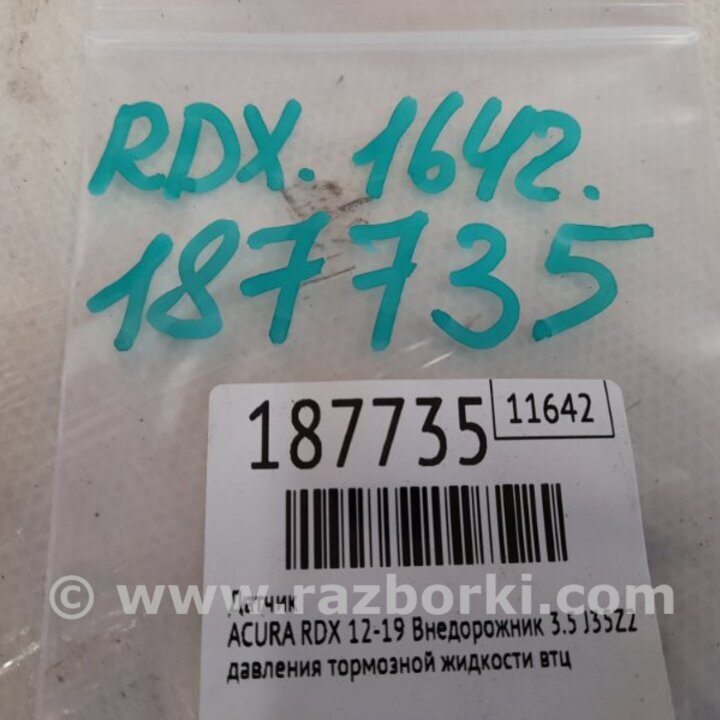 RDX. 1642.
187735
187735 11642
© www.razborki.com
Датчик
ACURA RDX 12-19 Внедорожник 3.5 J35Z2
давления тормозной жидкости втц